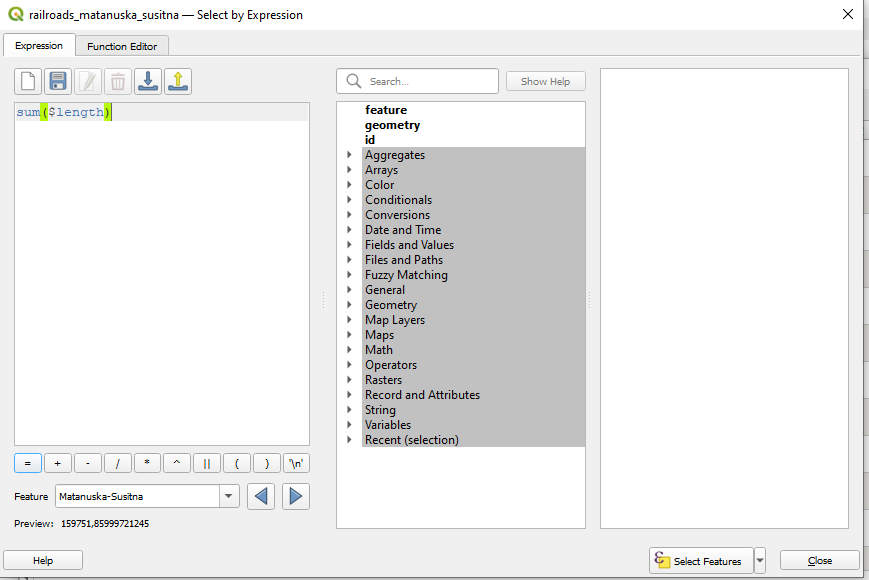 railroads_matanuska_susitna — Select by Expression
Expression
Function Editor
sum($length)
Search...
Show Help
feature
geometry
id
Aggregates
Arrays
Color
Conditionals
Conversions
Date and Time
Fields and Values
Files and Paths
Fuzzy Matching
General
Geometry
Map Layers
Maps
Math
Operators
Rasters
Record and Attributes
String
Variables
Recent (selection)
= + - / * ^ || ( ) '\n'
Feature Matanuska-Susitna
Preview: 159751,85999721245
Help
Select Features
Close